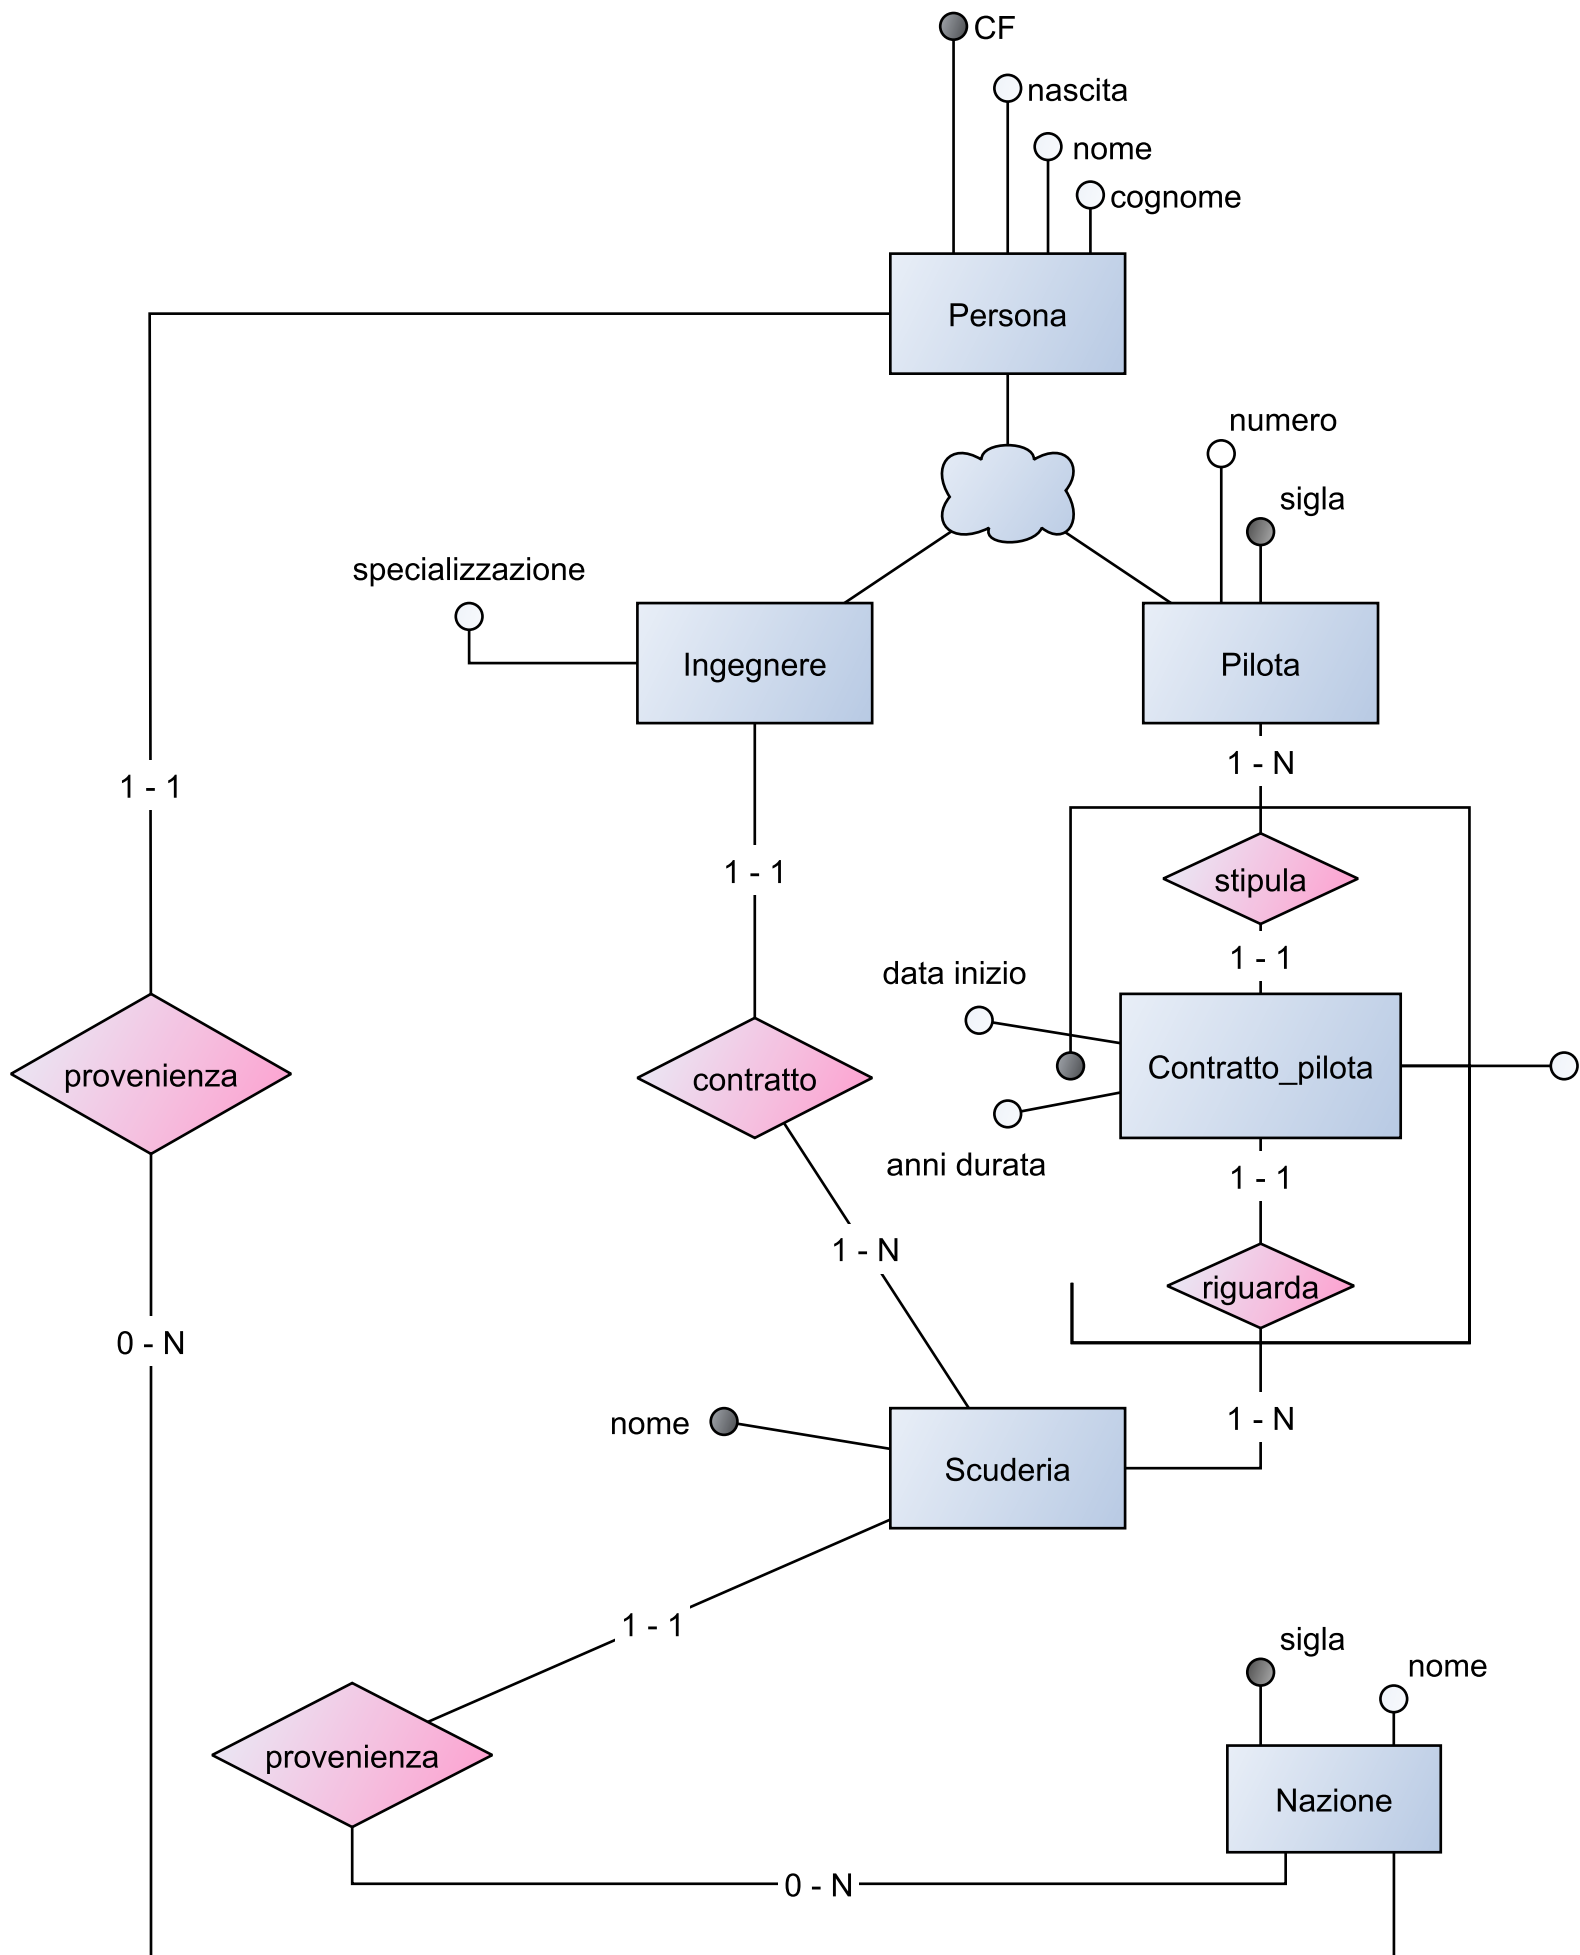 CF
nascita
nome
cognome
Persona
numero
sigla
specializzazione
Ingegnere
Pilota
1 - N
1 - 1
1 - 1
stipula
1 - 1
data inizio
provenienza
contratto
Contratto_pilota
anni durata
1 - 1
1 - N
riguarda
0 - N
1 - N
nome
Scuderia
1 - 1
sigla
nome
provenienza
Nazione
0 - N